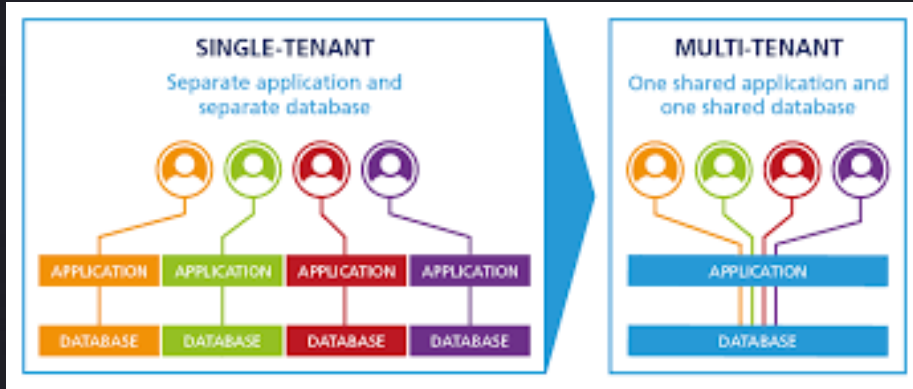 SINGLE-TENANT
Separate application and
separate database
APPLICATION APPLICATION APPLICATION APPLICATION
DATABASE DATABASE DATABASE DATABASE
MULTI-TENANT
One shared application and
one shared database
APPLICATION
DATABASE